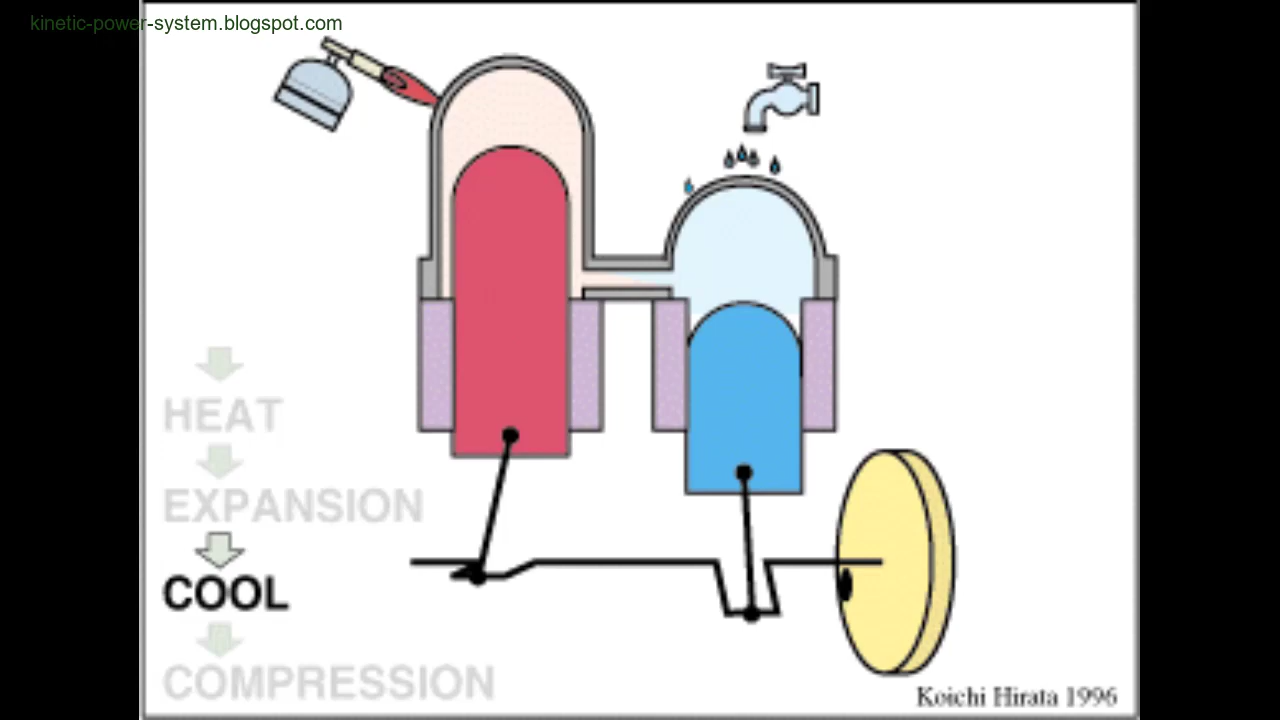 kinetic-power-system.blogspot.com
HEAT
EXPANSION
COOL
COMPRESSION
Koichi Hirata 1996